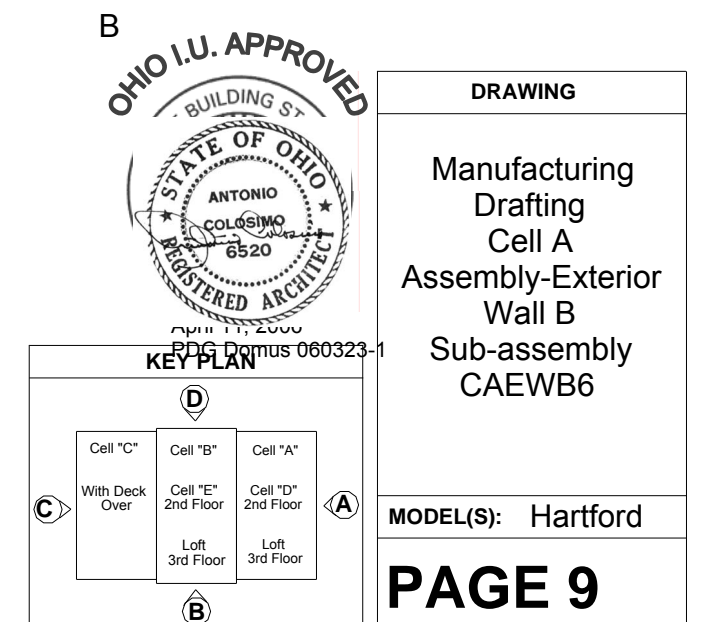 B
OHIO I.U. APPROVED
BUILDING
STATE OF OHIO
ANTONIO
COLOSIMO
6520
REGISTERED ARCHITECT
PDG Domus 060323-1
KEY PLAN
D
Cell "C"
With Deck
Over
Cell "B"
Cell "E"
2nd Floor
Loft
3rd Floor
Cell "A"
Cell "D"
2nd Floor
Loft
3rd Floor
C
A
B
DRAWING
Manufacturing
Drafting
Cell A
Assembly-Exterior
Wall B
Sub-assembly
CAEWB6
MODEL(S): Hartford
PAGE 9